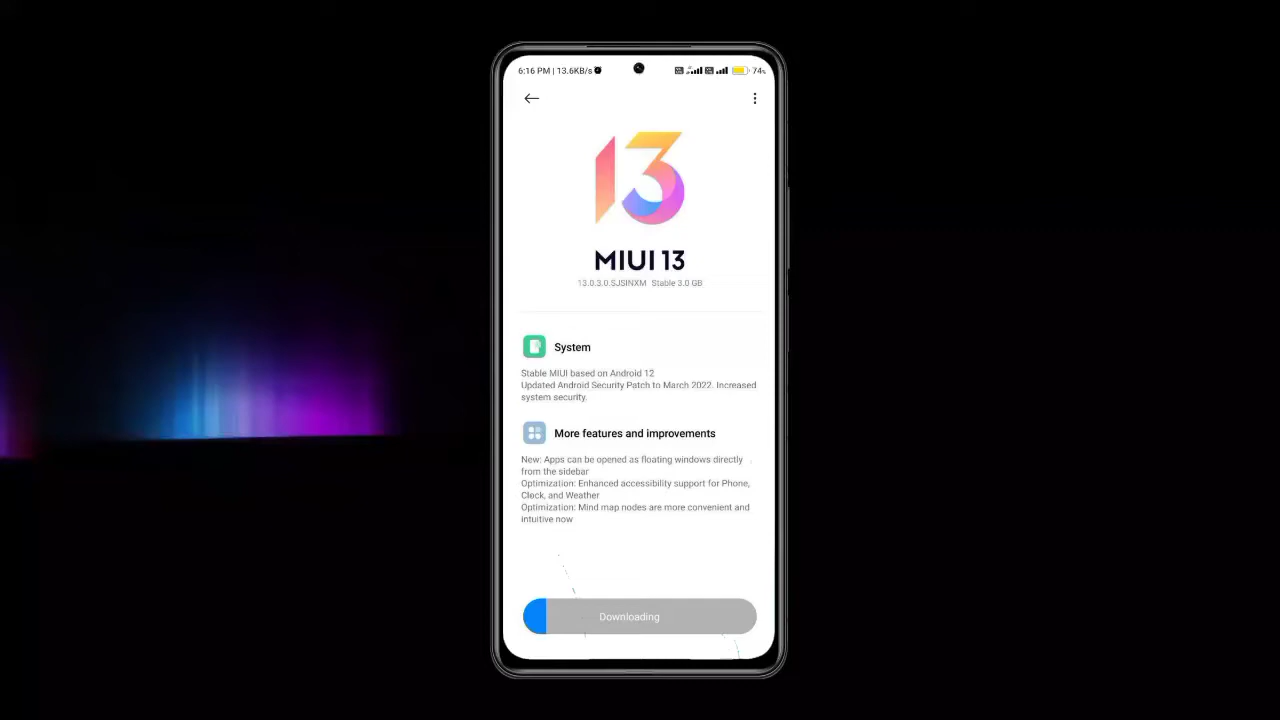 6:16 PM | 13.6KB/s
74%
13
MIUI 13
13.0.3.0.SJSINXM Stable 3.0 GB
System
Stable MIUI based on Android 12
Updated Android Security Patch to March 2022. Increased
system security.
More features and improvements
New: Apps can be opened as floating windows directly
from the sidebar
Optimization: Enhanced accessibility support for Phone,
Clock, and Weather
Optimization: Mind map nodes are more convenient and
intuitive now
Downloading